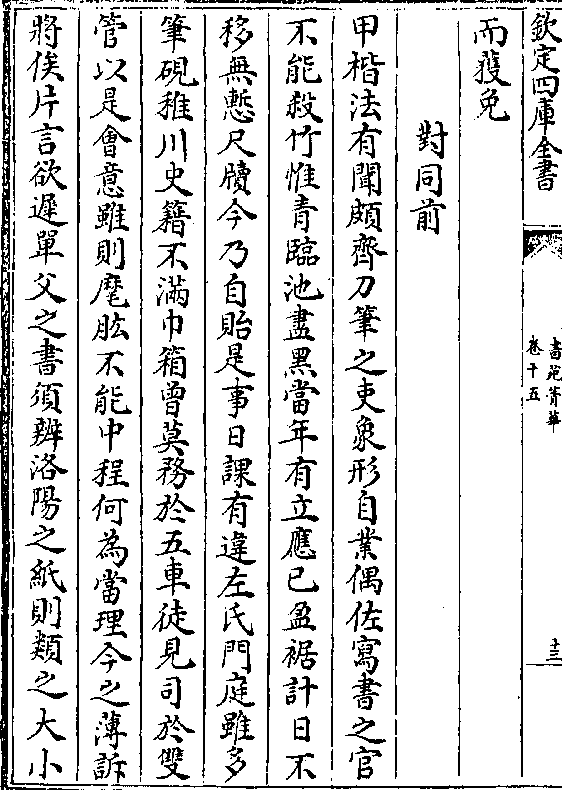 欽定四庫全書
書苑菁華
卷十五
十三
而獲免
對同前
甲楷法有聞頗齊刀筆之吏象形自業偶佐寫書之官
不能殺竹惟青臨池盡黑當年有立應已盈裾計日不
移無慙尺牘今乃自貽是事日課有違左氏門庭雖多
筆硯稚川史籍不滿巾箱曾莫務於五車徒見司於雙
管以是會意雖則麾肱不能中程何為當理今之薄訴
將俟片言欲遲單父之書須辨洛陽之紙則類之大小